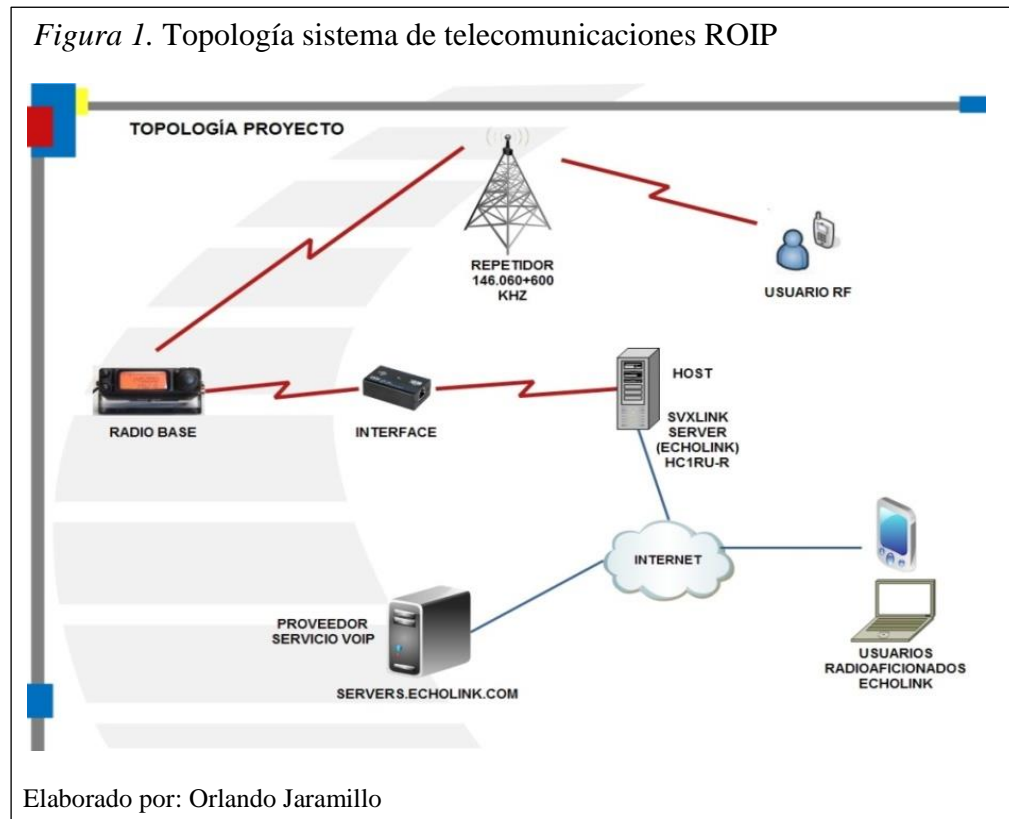 Figura 1. Topología sistema de telecomunicaciones ROIP
TOPOLOGÍA PROYECTO
REPETIDOR
146.060+600
KHZ
USUARIO RF
RADIO BASE
INTERFACE
HOST
SVXLINK
SERVER
(ECHOLINK)
HC1RU-R
INTERNET
PROVEEDOR
SERVICIO VOIP
SERVERS.ECHOLINK.COM
USUARIOS
RADIOAFICIONADOS
ECHOLINK
Elaborado por: Orlando Jaramillo